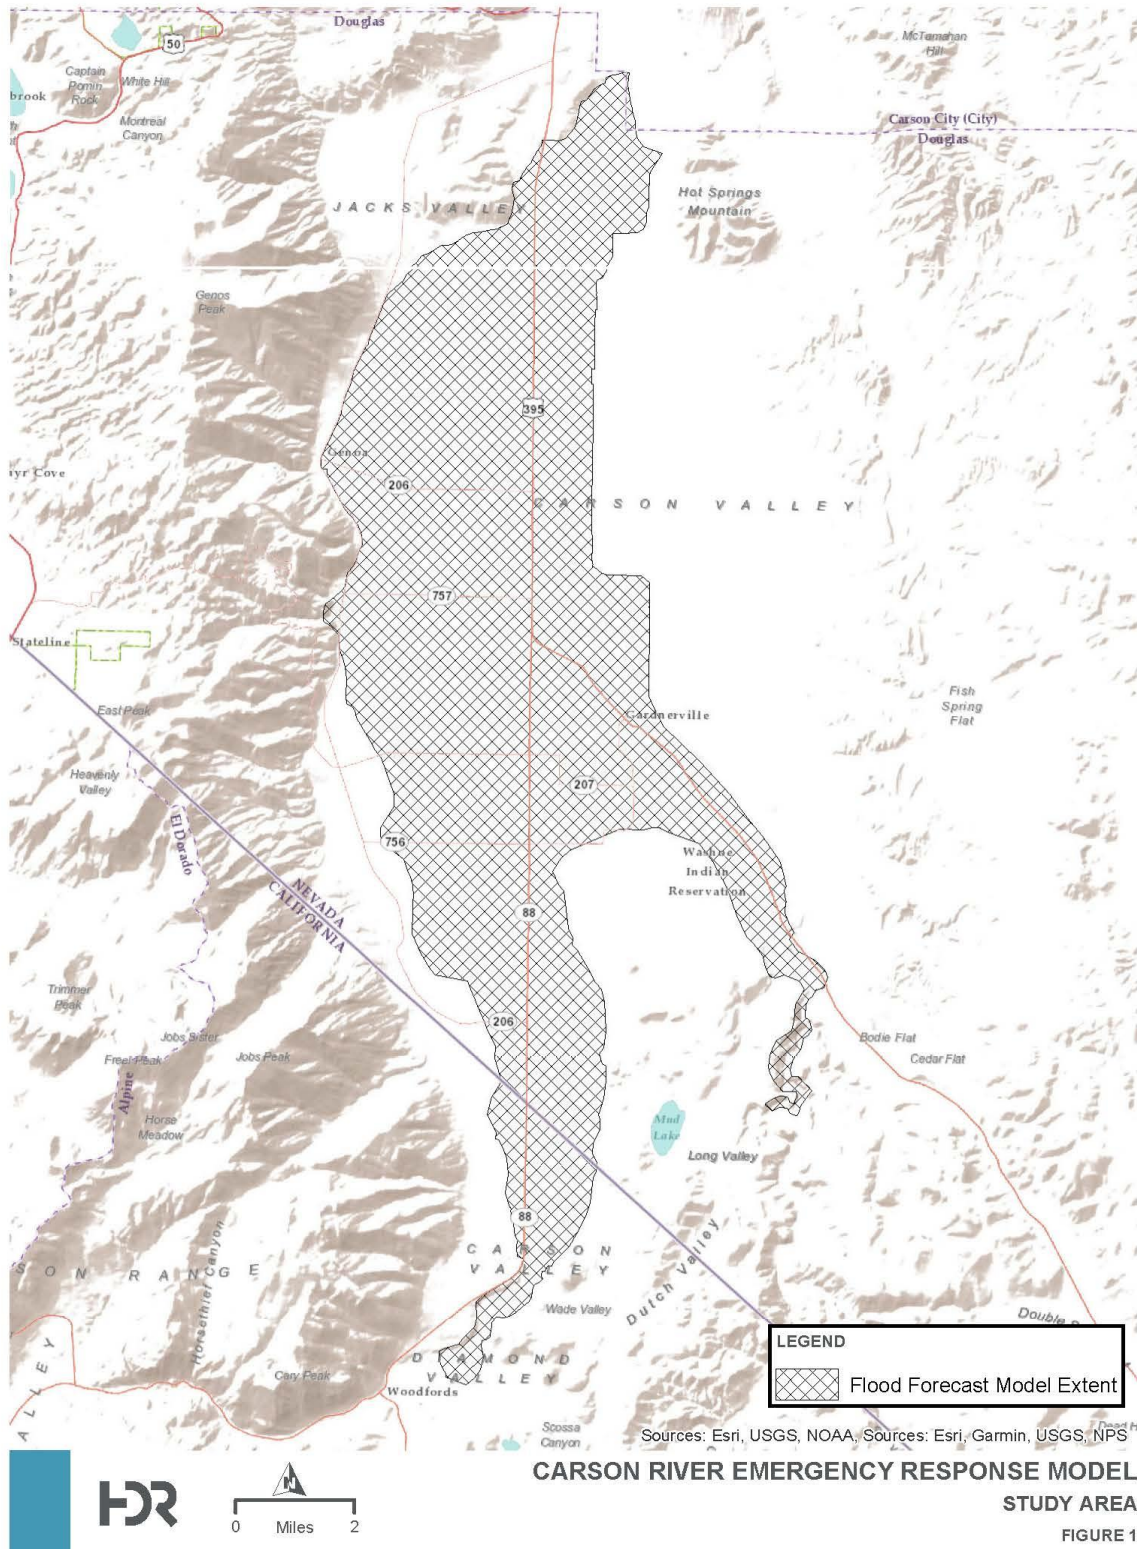 Douglas
50
McTarnahan
Hill
Captain
Pomin
Rock
White Hill
brook
Montreal
Canyon
Carson City (City)
Douglas
JACKS VALLEY
Hot Springs
Mountain
Genos
Peak
395
Genoa
yr Cove
206
CARSON VALLEY
757
Stateline
East Peak
Fish
Spring
Flat
Gardnerville
Heavenly
Valley
207
El Dorado
756
Washoe
Indian
Reservation
NEVADA
CALIFORNIA
88
Trimmer
Peak
206
Jobs Sister
Freel Peak
Jobs Peak
Bodie Flat
Cedar Flat
Alpine
Horse
Meadow
Mud
Lake
Long Valley
88
CARSON
VALLEY
SON RANGE
Horsethief Canyon
Dutch Valley
Wade Valley
Double
DIAMOND
VALLEY
Cary Peak
Woodfords
ALLEY
Scossa
Canyon
LEGEND
Flood Forecast Model Extent
Sources: Esri, USGS, NOAA, Sources: Esri, Garmin, USGS, NPS
HDR
N
0 Miles 2
CARSON RIVER EMERGENCY RESPONSE MODEL
STUDY AREA
FIGURE 1